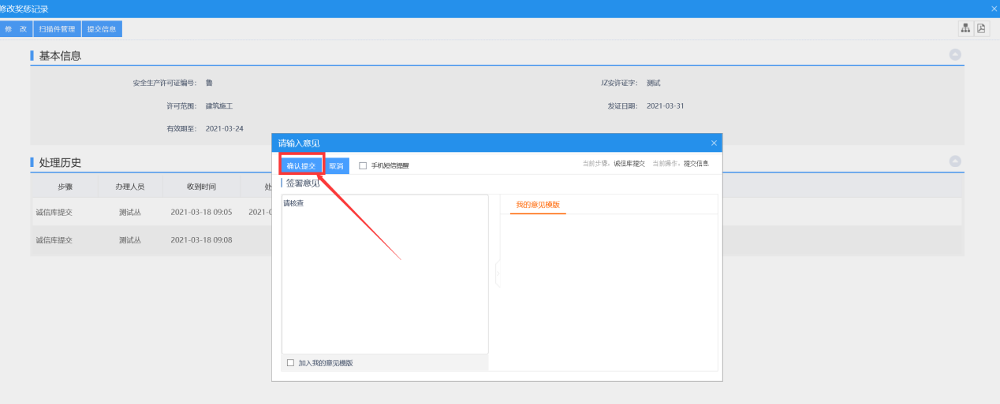 修改奖惩记录
修 改 扫描件管理 提交信息
基本信息
安全生产许可证编号: 鲁 JZ安许证字: 测试
许可范围: 建筑施工 发证日期: 2021-03-31
有效期至: 2021-03-24
请输入意见
确认提交 取消 手机短信提醒 当前步骤: 诚信库提交 当前操作: 提交信息
处理历史
签署意见
步骤 办理人员 收到时间 处
请核查
我的意见模版
诚信库提交 测试丛 2021-03-18 09:05 2021-0
诚信库提交 测试丛 2021-03-18 09:08
加入我的意见模版